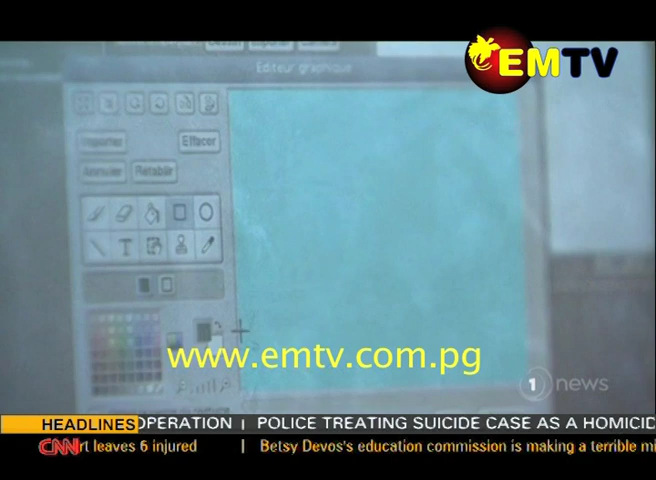 EMTV
Editeur graphique
Importer
Effacer
Annuler
Rétablir
T
www.emtv.com.pg
1 news
HEADLINES OPERATION | POLICE TREATING SUICIDE CASE AS A HOMICID
CNN rt leaves 6 injured | Betsy Devos's education commission is making a terrible mi